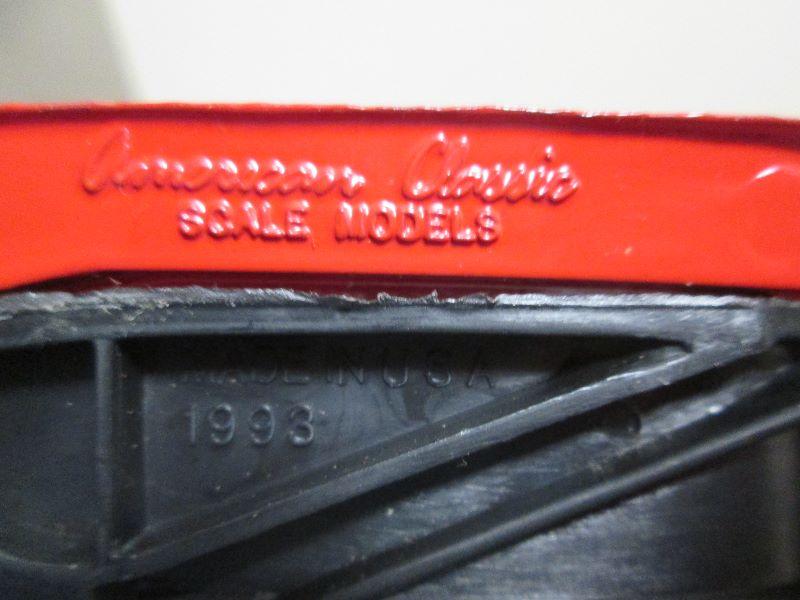 American Classic
SCALE MODELS
MADE IN USA
1993